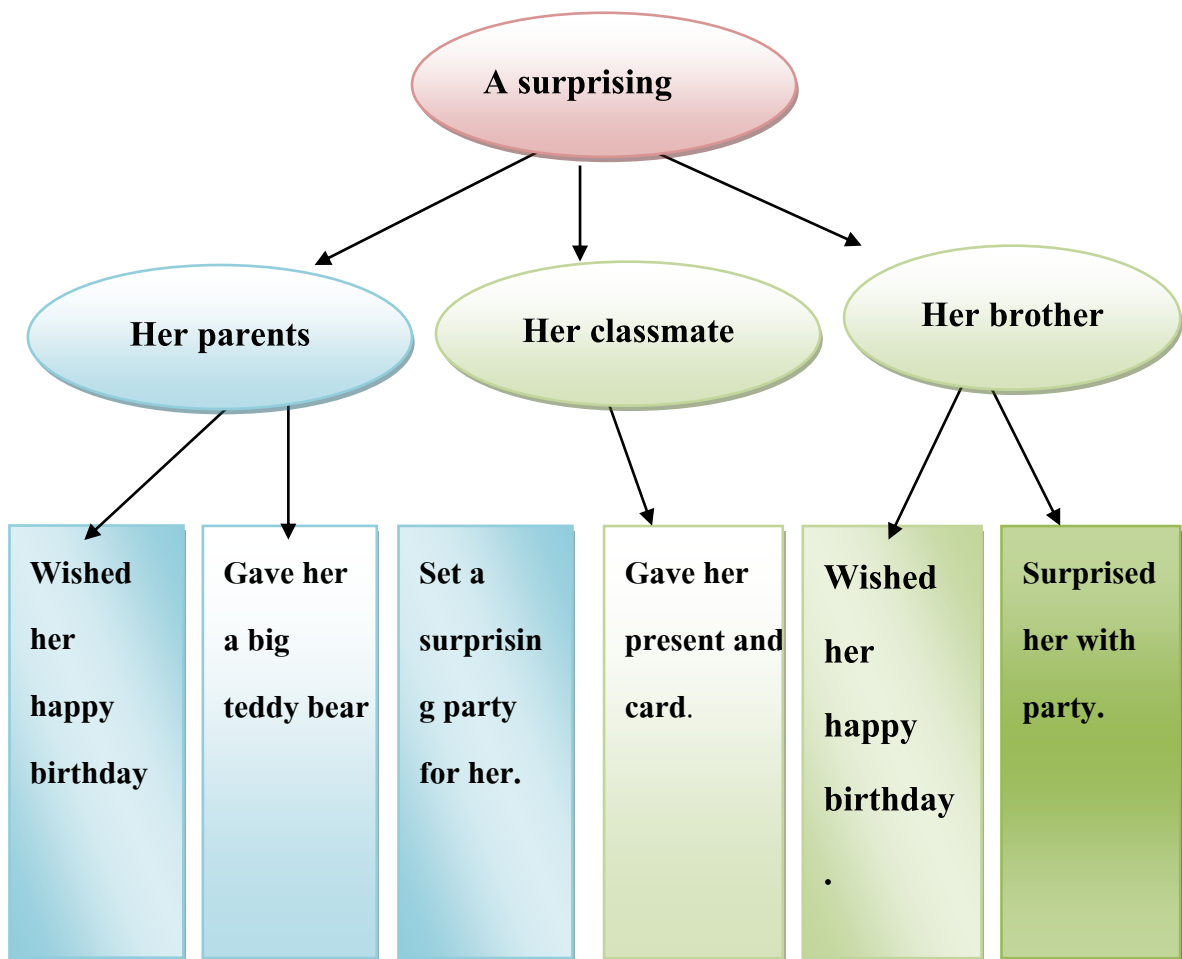 A surprising
Her parents
Her classmate
Her brother
Wished
her
happy
birthday
Gave her
a big
teddy bear
Set a
surprisin
g party
for her.
Gave her
present and
card.
Wished
her
happy
birthday
.
Surprised
her with
party.